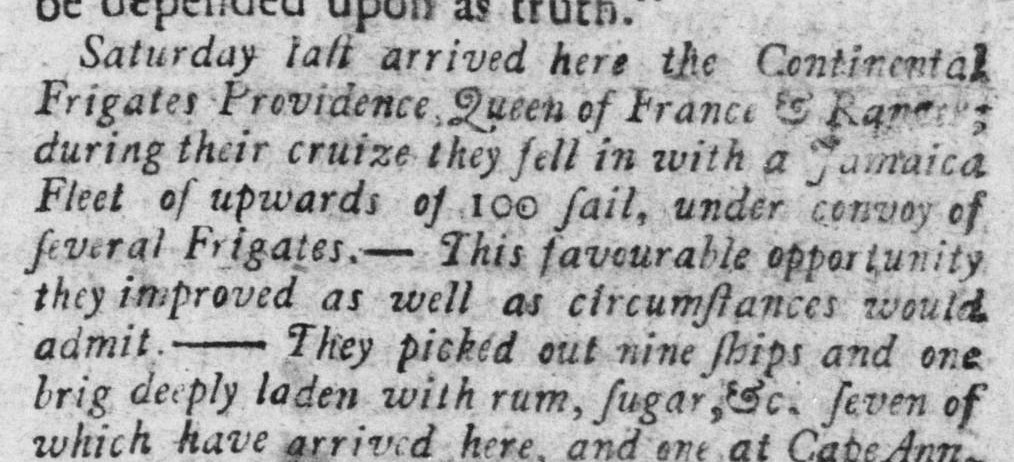 be depended upon as truth."
Saturday laſt arrived here the Continental
Frigates Providence, Queen of France & Ranger;
during their cruize they fell in with a Jamaica
Fleet of upwards of 100 ſail, under convoy of
ſeveral Frigates.— This favourable opportunity
they improved as well as circumſtances would
admit.—— They picked out nine ſhips and one
brig deeply laden with rum, ſugar, &c. ſeven of
which have arrived here, and one at Cape Ann.